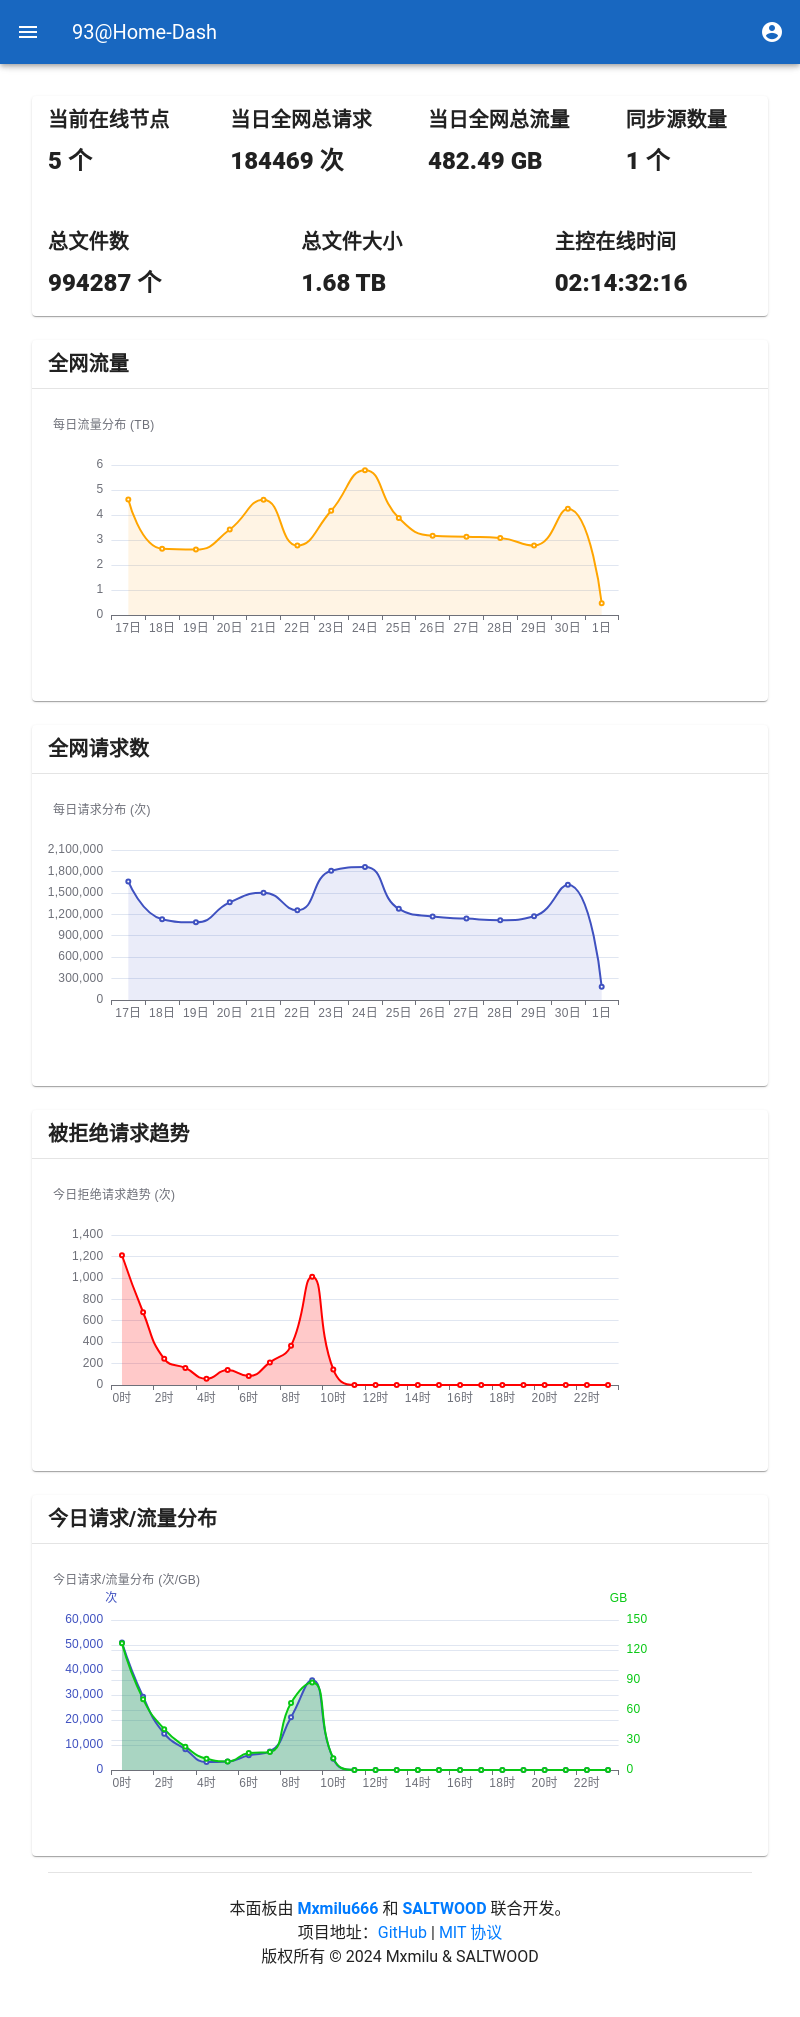 93@Home-Dash
当前在线节点 当日全网总请求 当日全网总流量 同步源数量
5 个 184469 次 482.49 GB 1 个
总文件数 总文件大小 主控在线时间
994287 个 1.68 TB 02:14:32:16
全网流量
每日流量分布 (TB)
6
5
4
3
2
1
0
17日 18日 19日 20日 21日 22日 23日 24日 25日 26日 27日 28日 29日 30日 1日
全网请求数
每日请求分布 (次)
2,100,000
1,800,000
1,500,000
1,200,000
900,000
600,000
300,000
0
17日 18日 19日 20日 21日 22日 23日 24日 25日 26日 27日 28日 29日 30日 1日
被拒绝请求趋势
今日拒绝请求趋势 (次)
1,400
1,200
1,000
800
600
400
200
0
0时 2时 4时 6时 8时 10时 12时 14时 16时 18时 20时 22时
今日请求/流量分布
今日请求/流量分布 (次/GB)
次 GB
60,000 150
50,000 120
40,000 90
30,000 60
20,000 30
10,000
0 0
0时 2时 4时 6时 8时 10时 12时 14时 16时 18时 20时 22时
本面板由 Mxmilu666 和 SALTWOOD 联合开发。
项目地址：GitHub | MIT 协议
版权所有 © 2024 Mxmilu & SALTWOOD